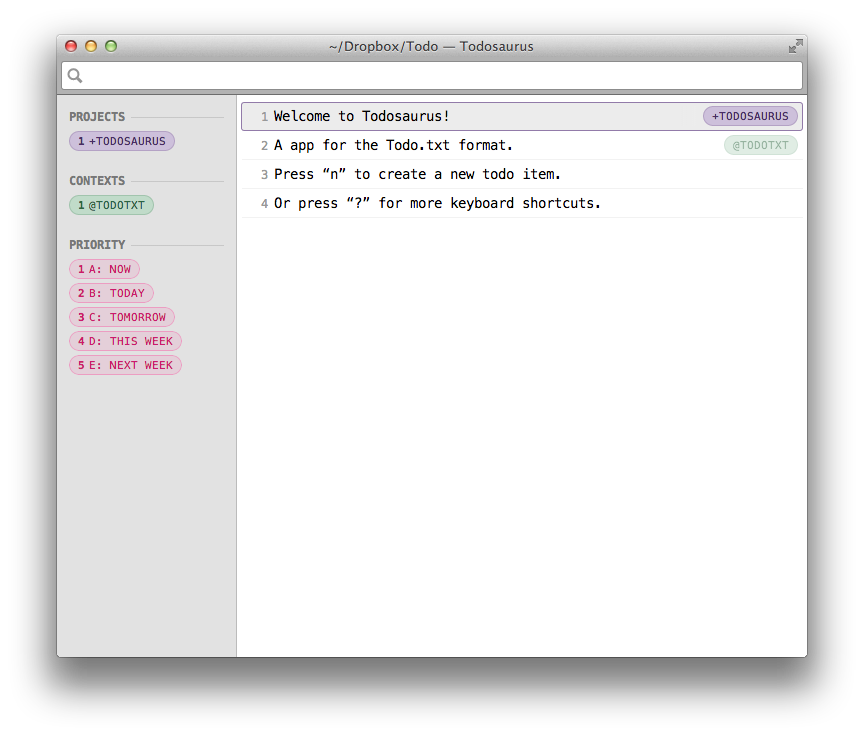 ~/Dropbox/Todo — Todosaurus
PROJECTS
1 +TODOSAURUS
CONTEXTS
1 @TODOTXT
PRIORITY
1 A: NOW
2 B: TODAY
3 C: TOMORROW
4 D: THIS WEEK
5 E: NEXT WEEK
1 Welcome to Todosaurus! +TODOSAURUS
2 A app for the Todo.txt format. @TODOTXT
3 Press “n” to create a new todo item.
4 Or press “?” for more keyboard shortcuts.